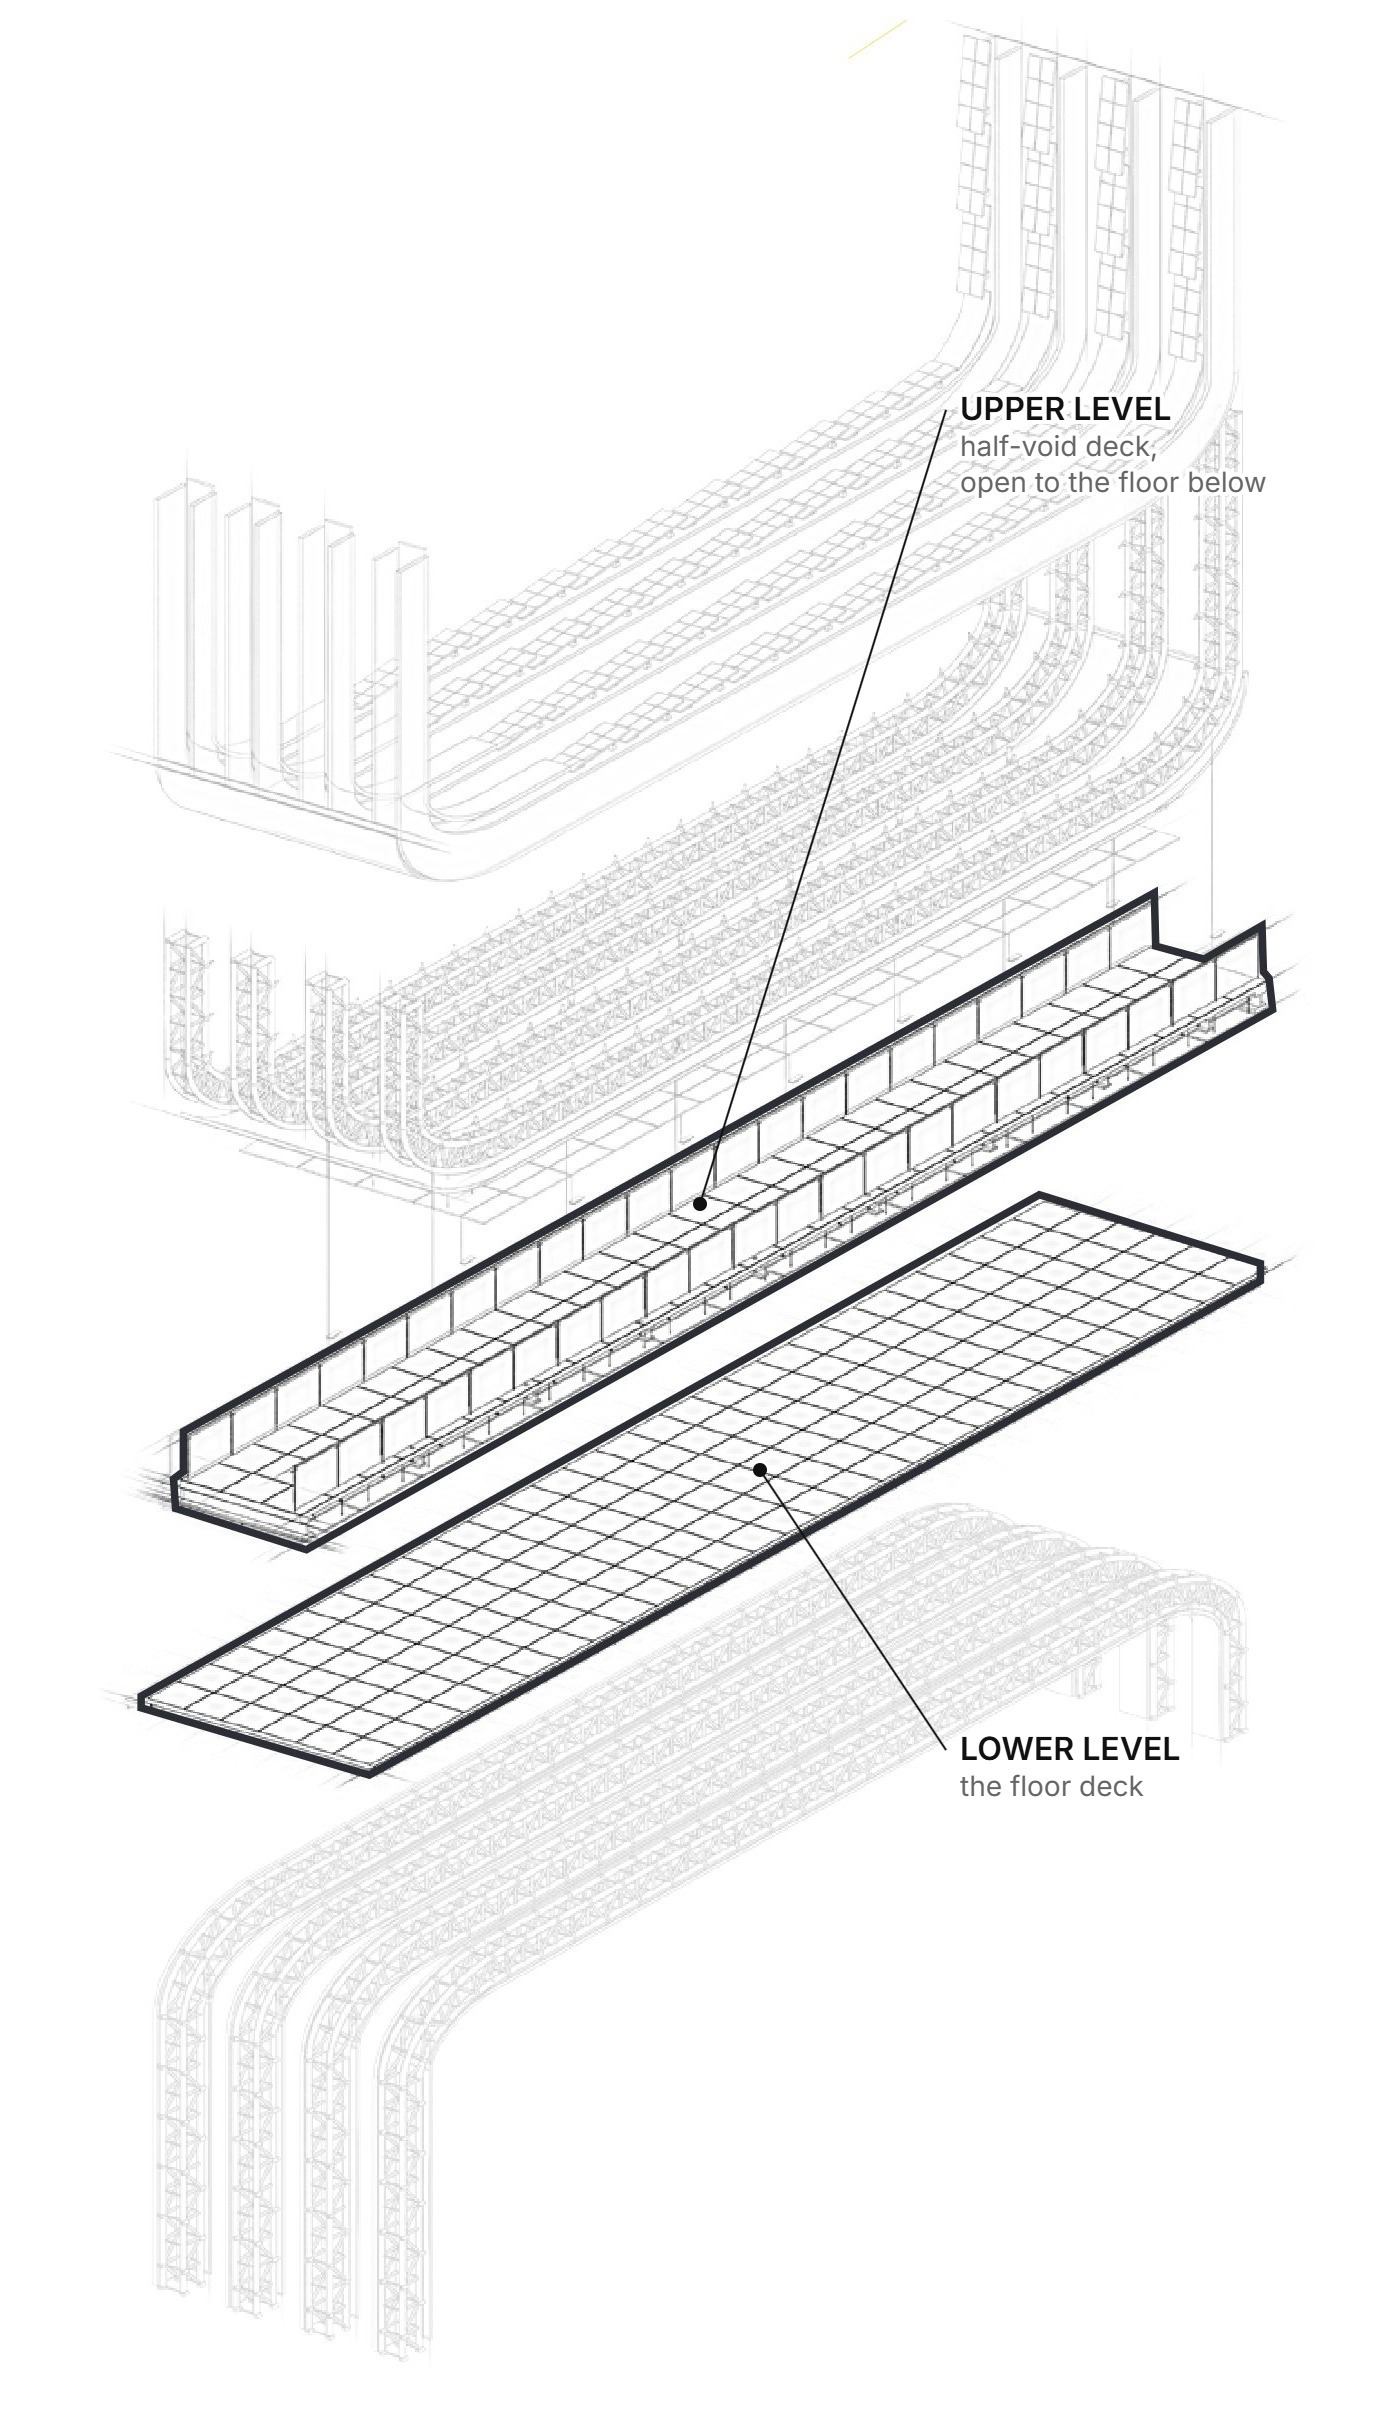 UPPER LEVEL
half-void deck,
open to the floor below
LOWER LEVEL
the floor deck